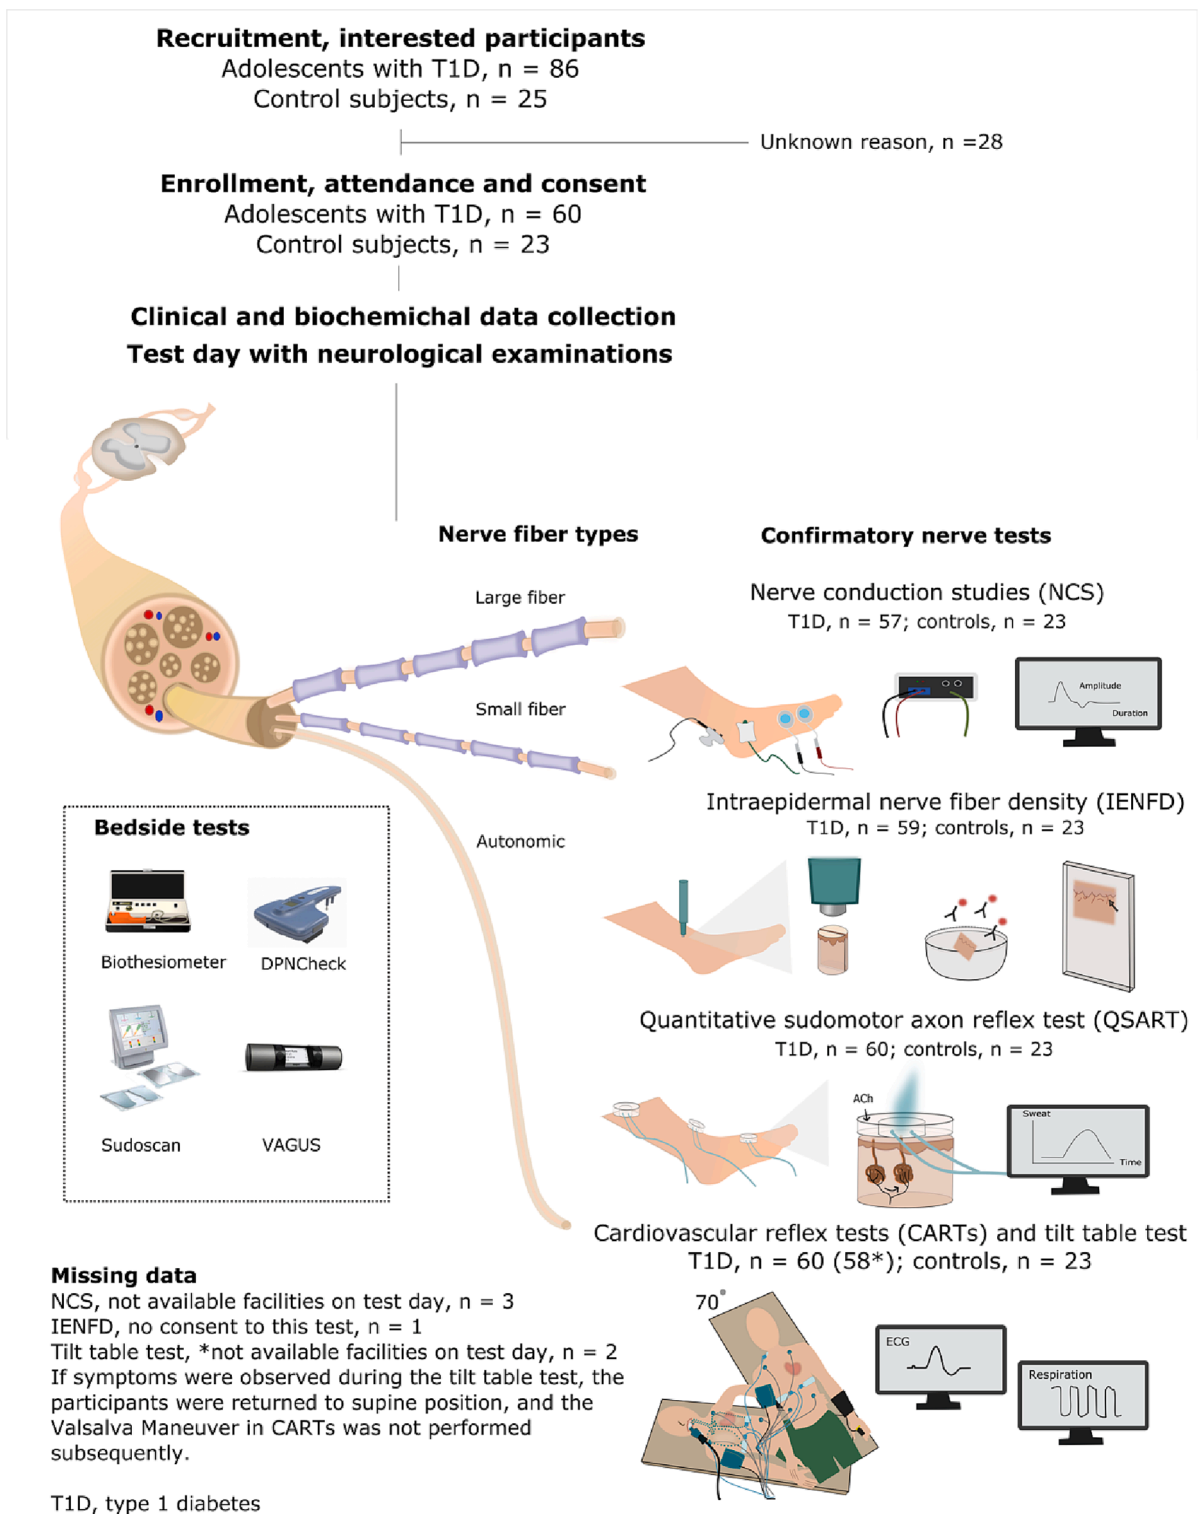 Recruitment, interested participants
Adolescents with T1D, n = 86
Control subjects, n = 25
Unknown reason, n =28
Enrollment, attendance and consent
Adolescents with T1D, n = 60
Control subjects, n = 23
Clinical and biochemichal data collection
Test day with neurological examinations
Nerve fiber types
Large fiber
Small fiber
Autonomic
Confirmatory nerve tests
Nerve conduction studies (NCS)
T1D, n = 57; controls, n = 23
Amplitude
Duration
Intraepidermal nerve fiber density (IENFD)
T1D, n = 59; controls, n = 23
Quantitative sudomotor axon reflex test (QSART)
T1D, n = 60; controls, n = 23
ACh
Sweat
Time
Cardiovascular reflex tests (CARTs) and tilt table test
T1D, n = 60 (58*); controls, n = 23
70°
ECG
Respiration
Bedside tests
Biothesiometer
DPNCheck
Sudoscan
VAGUS
Missing data
NCS, not available facilities on test day, n = 3
IENFD, no consent to this test, n = 1
Tilt table test, *not available facilities on test day, n = 2
If symptoms were observed during the tilt table test, the
participants were returned to supine position, and the
Valsalva Maneuver in CARTs was not performed
subsequently.
T1D, type 1 diabetes